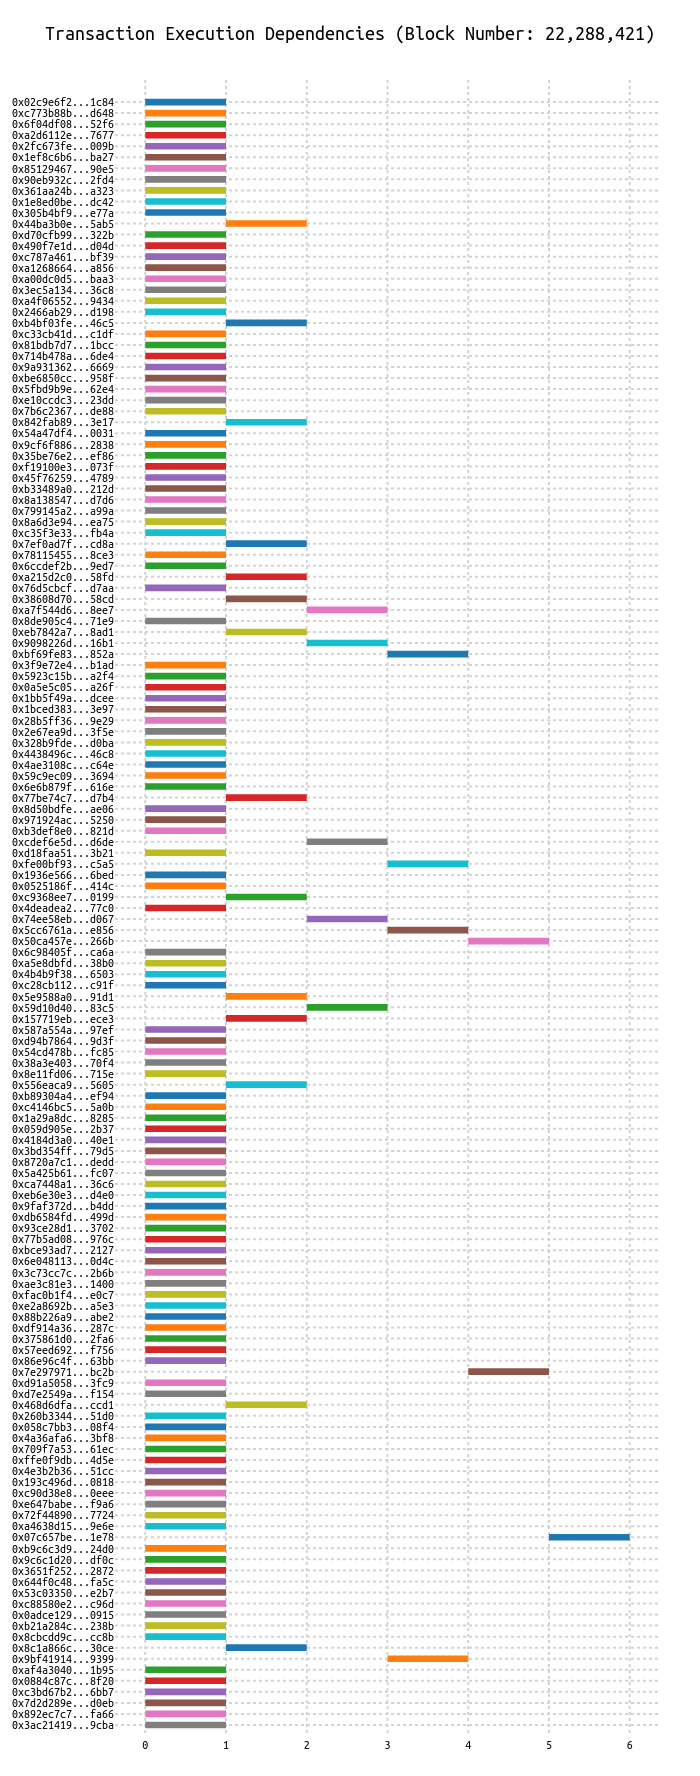 Transaction Execution Dependencies (Block Number: 22,288,421)
0x02c9e6f2...1c84
0xc773b88b...d648
0x6f04df08...52f6
0xa2d6112e...7677
0x2fc673fe...009b
0x1ef8c6b6...ba27
0x85129467...90e5
0x90eb932c...2fd4
0x361aa24b...a323
0x1e8ed0be...dc42
0x305b4bf9...e77a
0x44ba3b0e...5ab5
0xd70cfb99...322b
0x490f7e1d...d04d
0xc787a461...bf39
0xa1268664...a856
0xa00dc0d5...baa3
0x3ec5a134...36c8
0xa4f06552...9434
0x2466ab29...d198
0xb4bf03fe...46c5
0xc33cb41d...c1df
0x81bdb7d7...1bcc
0x714b478a...6de4
0x9a931362...6669
0xbe6850cc...958f
0x5fbd9b9e...62e4
0xe10ccdc3...23dd
0x7b6c2367...de88
0x842fab89...3e17
0x54a47df4...0031
0x9cf6f886...2838
0x35be76e2...ef86
0xf19100e3...073f
0x45f76259...4789
0xb33489a0...212d
0x8a138547...d7d6
0x799145a2...a99a
0x8a6d3e94...ea75
0xc35f3e33...fb4a
0x7ef0ad7f...cd8a
0x78115455...8ce3
0x6ccdef2b...9ed7
0xa215d2c0...58fd
0x76d5cbcf...d7aa
0x38608d70...58cd
0xa7f544d6...8ee7
0x8de905c4...71e9
0xeb7842a7...8ad1
0x9098226d...16b1
0xbf69fe83...852a
0x3f9e72e4...b1ad
0x5923c15b...a2f4
0x0a5e5c05...a26f
0x1bb5f49a...dcee
0x1bced383...3e97
0x28b5ff36...9e29
0x2e67ea9d...3f5e
0x328b9fde...d0ba
0x4438496c...46c8
0x4ae3108c...c64e
0x59c9ec09...3694
0x6e6b879f...616e
0x77be74c7...d7b4
0x8d50bdfe...ae06
0x971924ac...5250
0xb3def8e0...821d
0xcdef6e5d...d6de
0xd18faa51...3b21
0xfe00bf93...c5a5
0x1936e566...6bed
0x0525186f...414c
0xc9368ee7...0199
0x4deadea2...77c0
0x74ee58eb...d067
0x5cc6761a...e856
0x50ca457e...266b
0x6c98405f...ca6a
0xa5e8dbfd...38b0
0x4b4b9f38...6503
0xc28cb112...c91f
0x5e9588a0...91d1
0x59d10d40...83c5
0x157719eb...ece3
0x587a554a...97ef
0xd94b7864...9d3f
0x54cd478b...fc85
0x38a3e403...70f4
0x8e11fd06...715e
0x556eaca9...5605
0xb89304a4...ef94
0xc4146bc5...5a0b
0x1a29a8dc...8285
0x059d905e...2b37
0x4184d3a0...40e1
0x3bd354ff...79d5
0x8720a7c1...dedd
0x5a425b61...fc07
0xca7448a1...36c6
0xeb6e30e3...d4e0
0x9faf372d...b4dd
0xdb6584fd...499d
0x93ce28d1...3702
0x77b5ad08...976c
0xbce93ad7...2127
0x6e048113...0d4c
0x3c73cc7c...2b6b
0xae3c81e3...1400
0xfac0b1f4...e0c7
0xe2a8692b...a5e3
0x88b226a9...abe2
0xdf914a36...287c
0x375861d0...2fa6
0x57eed692...f756
0x86e96c4f...63bb
0x7e297971...bc2b
0xd91a5058...3fc9
0xd7e2549a...f154
0x468d6dfa...ccd1
0x260b3344...51d0
0x058c7bb3...08f4
0x4a36afa6...3bf8
0x709f7a53...61ec
0xffe0f9db...4d5e
0x4e3b2b36...51cc
0x193c496d...0818
0xc90d38e8...0eee
0xe647babe...f9a6
0x72f44890...7724
0xa4638d15...9e6e
0x07c657be...1e78
0xb9c6c3d9...24d0
0x9c6c1d20...df0c
0x3651f252...2872
0x644f0c48...fa5c
0x53c03350...e2b7
0xc88580e2...c96d
0x0adce129...0915
0xb21a284c...238b
0x8cbcdd9c...cc8b
0x8c1a866c...30ce
0x9bf41914...9399
0xaf4a3040...1b95
0x0884c87c...8f20
0xc3bd67b2...6bb7
0x7d2d289e...d0eb
0x892ec7c7...fa66
0x3ac21419...9cba
0 1 2 3 4 5 6